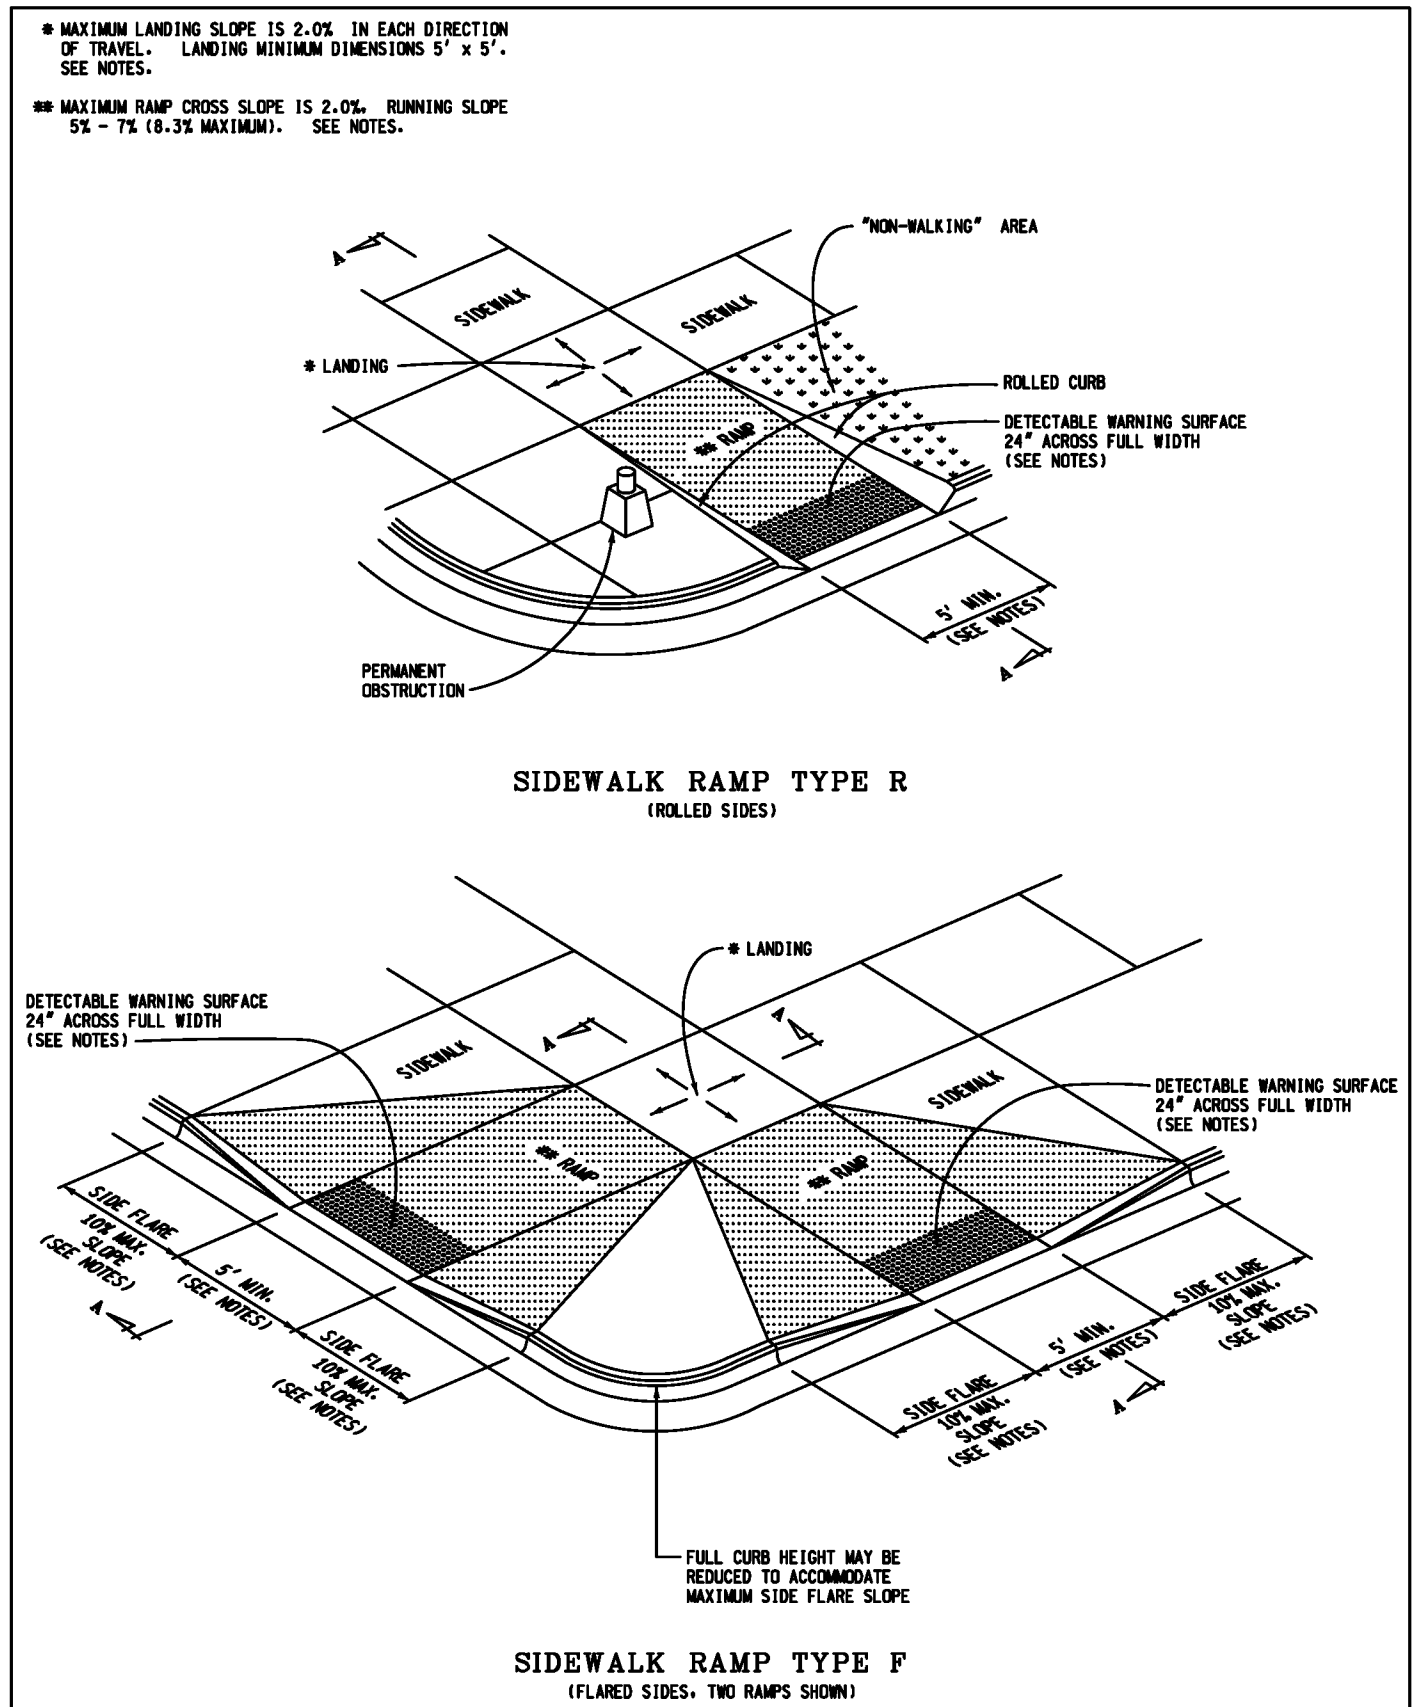 * MAXIMUM LANDING SLOPE IS 2.0% IN EACH DIRECTION
OF TRAVEL. LANDING MINIMUM DIMENSIONS 5' x 5'.
SEE NOTES.
** MAXIMUM RAMP CROSS SLOPE IS 2.0%. RUNNING SLOPE
5% - 7% (8.3% MAXIMUM). SEE NOTES.
"NON-WALKING" AREA
A
SIDEWALK
SIDEWALK
* LANDING
ROLLED CURB
DETECTABLE WARNING SURFACE
24" ACROSS FULL WIDTH
(SEE NOTES)
** RAMP
5' MIN.
(SEE NOTES)
A
PERMANENT
OBSTRUCTION
SIDEWALK RAMP TYPE R
(ROLLED SIDES)
* LANDING
DETECTABLE WARNING SURFACE
24" ACROSS FULL WIDTH
(SEE NOTES)
A
A
SIDEWALK
SIDEWALK
DETECTABLE WARNING SURFACE
24" ACROSS FULL WIDTH
(SEE NOTES)
** RAMP
** RAMP
SIDE FLARE
10% MAX.
SLOPE
(SEE NOTES)
5' MIN.
(SEE NOTES)
A
SIDE FLARE
10% MAX.
SLOPE
(SEE NOTES)
SIDE FLARE
10% MAX.
SLOPE
(SEE NOTES)
5' MIN.
(SEE NOTES)
SIDE FLARE
10% MAX.
SLOPE
(SEE NOTES)
A
FULL CURB HEIGHT MAY BE
REDUCED TO ACCOMMODATE
MAXIMUM SIDE FLARE SLOPE
SIDEWALK RAMP TYPE F
(FLARED SIDES, TWO RAMPS SHOWN)